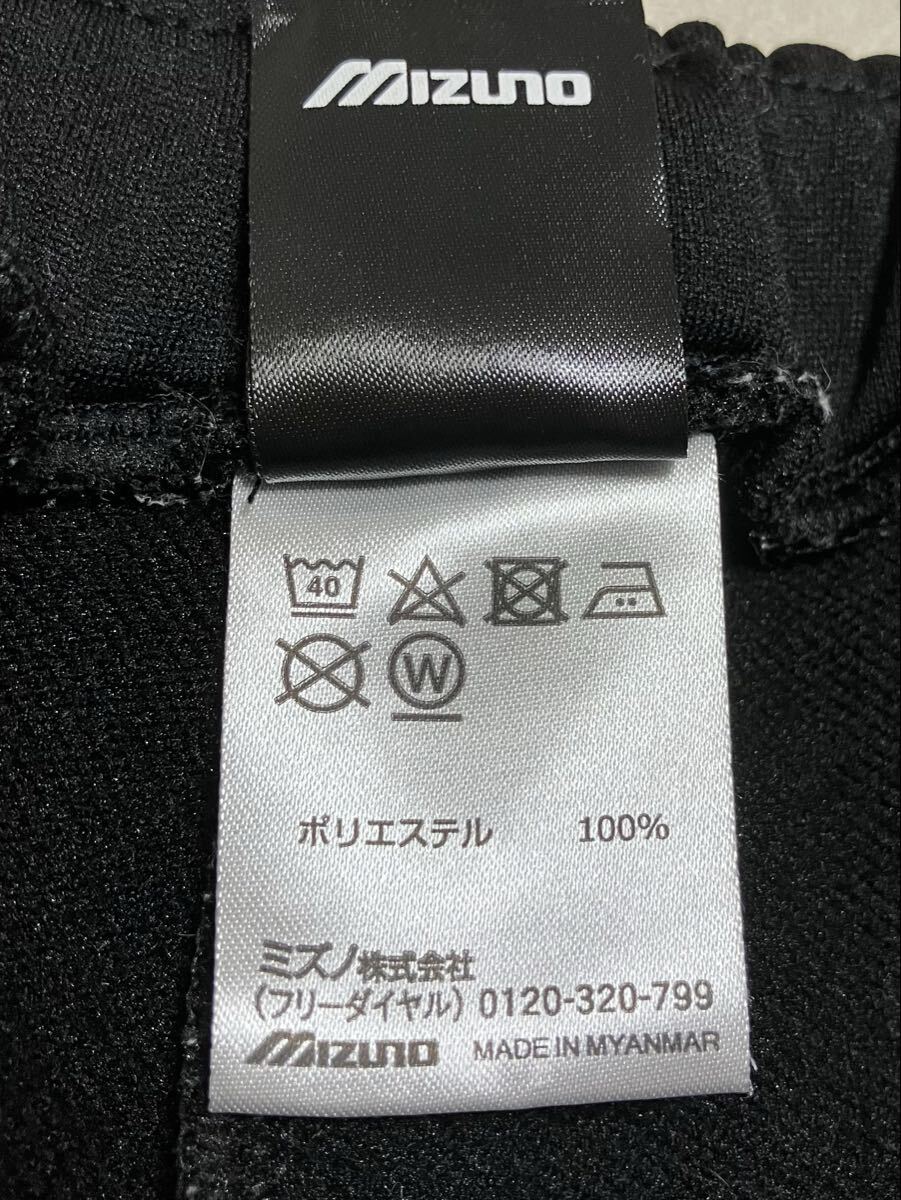 MIZUNO
40
W
ポリエステル 100%
ミズノ株式会社
(フリーダイヤル) 0120-320-799
MIZUNO MADE IN MYANMAR